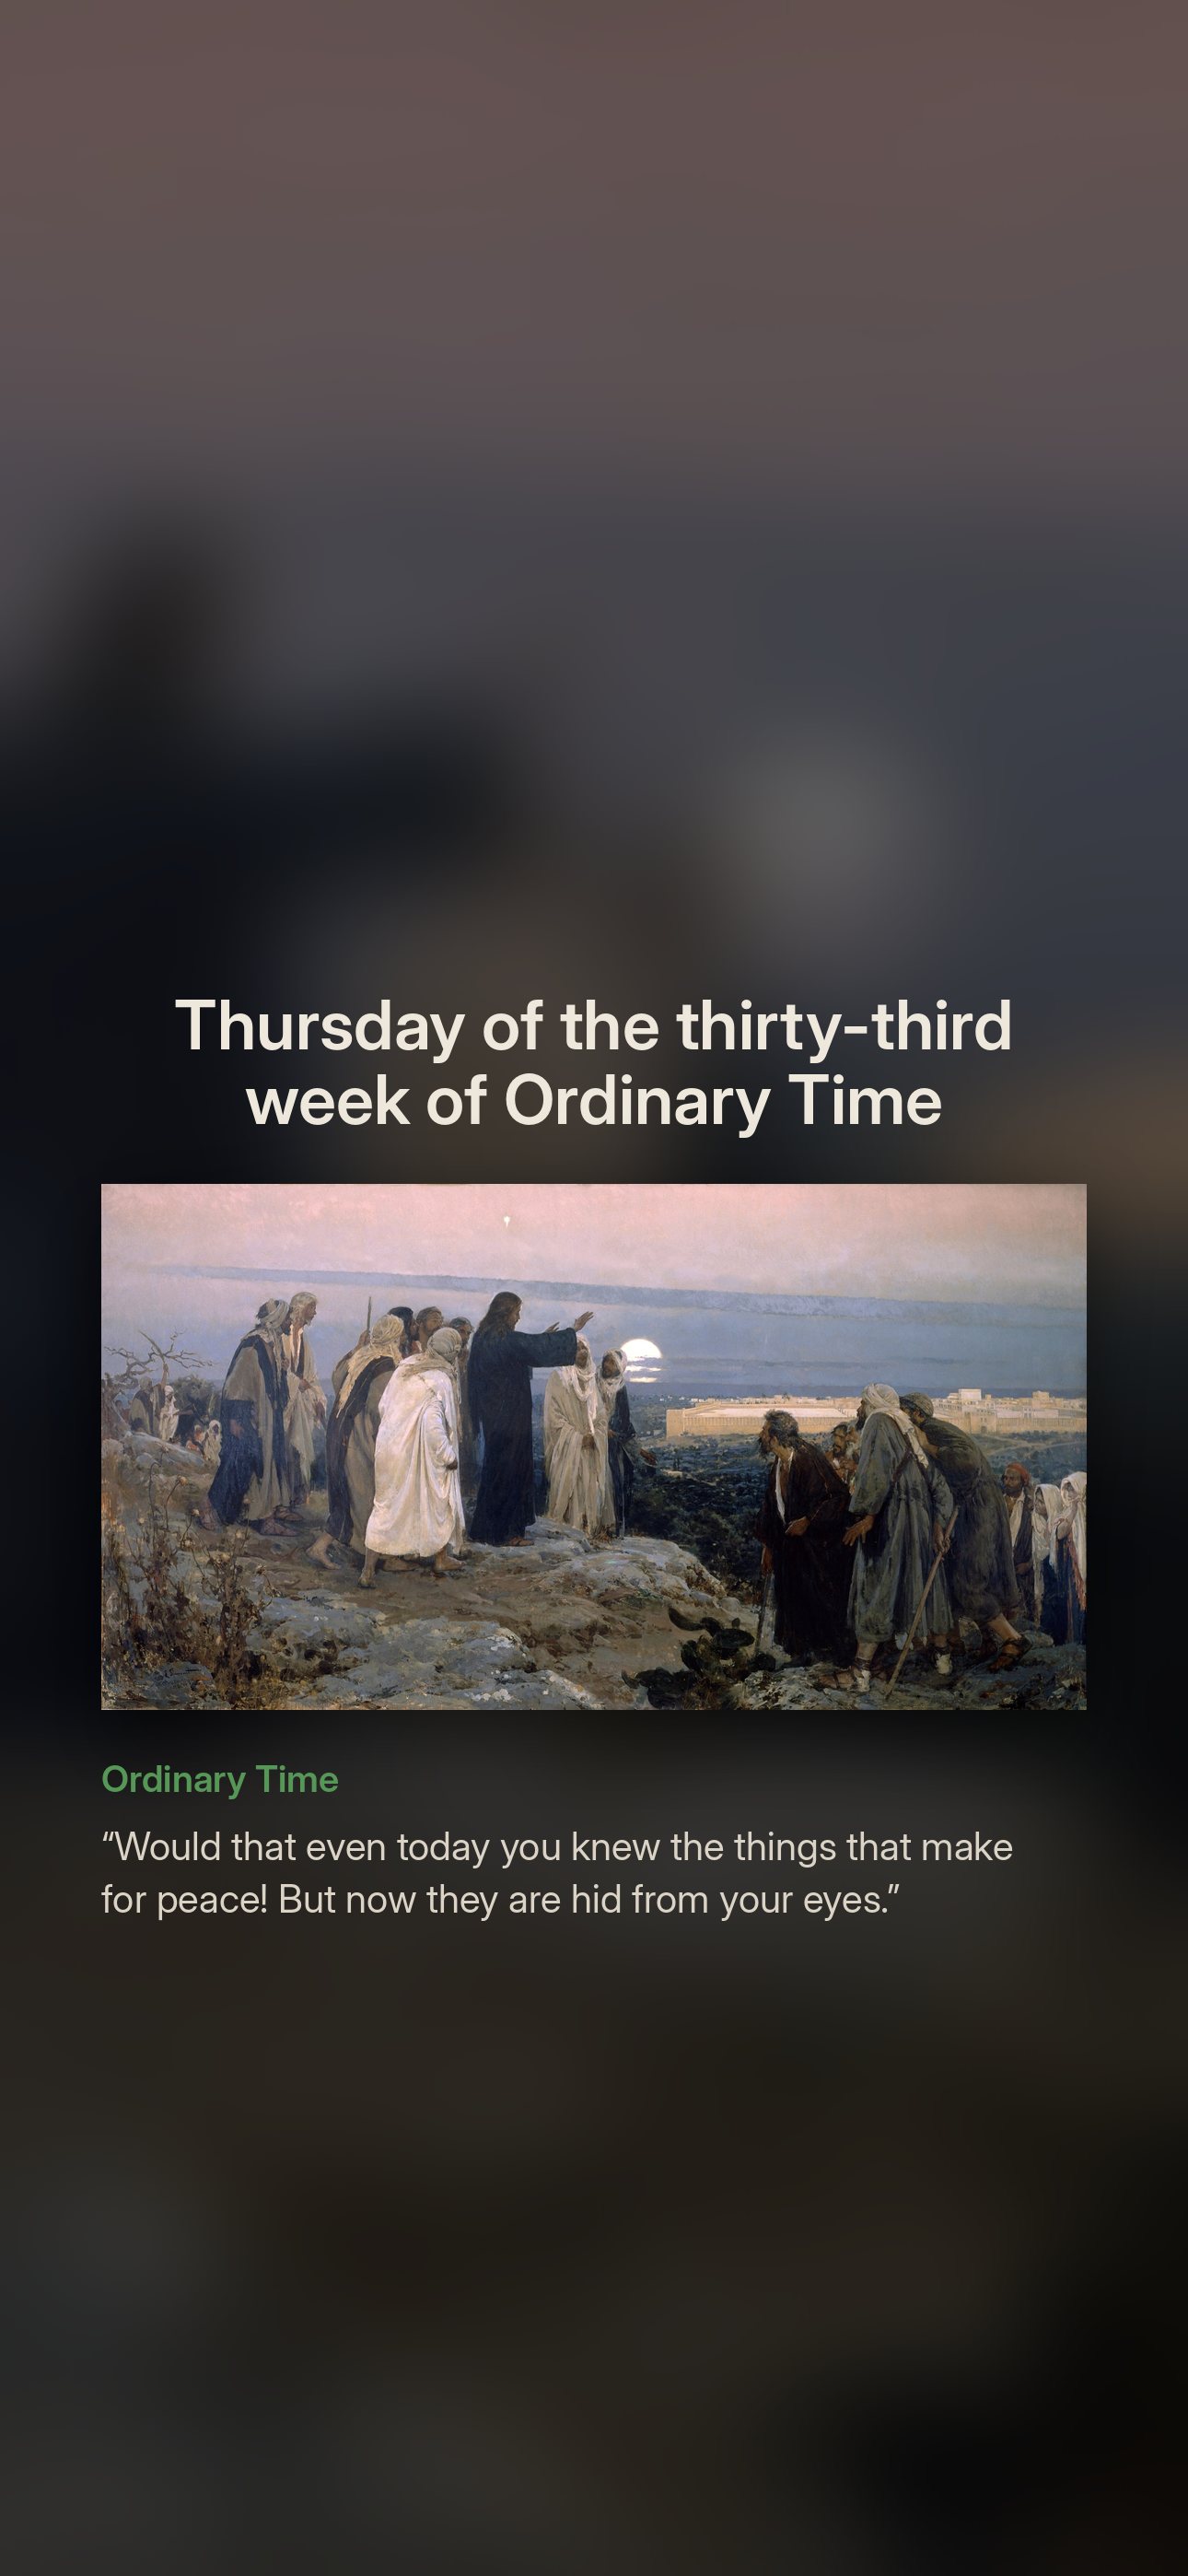 Thursday of the thirty-third
week of Ordinary Time
Ordinary Time
“Would that even today you knew the things that make
for peace! But now they are hid from your eyes.”